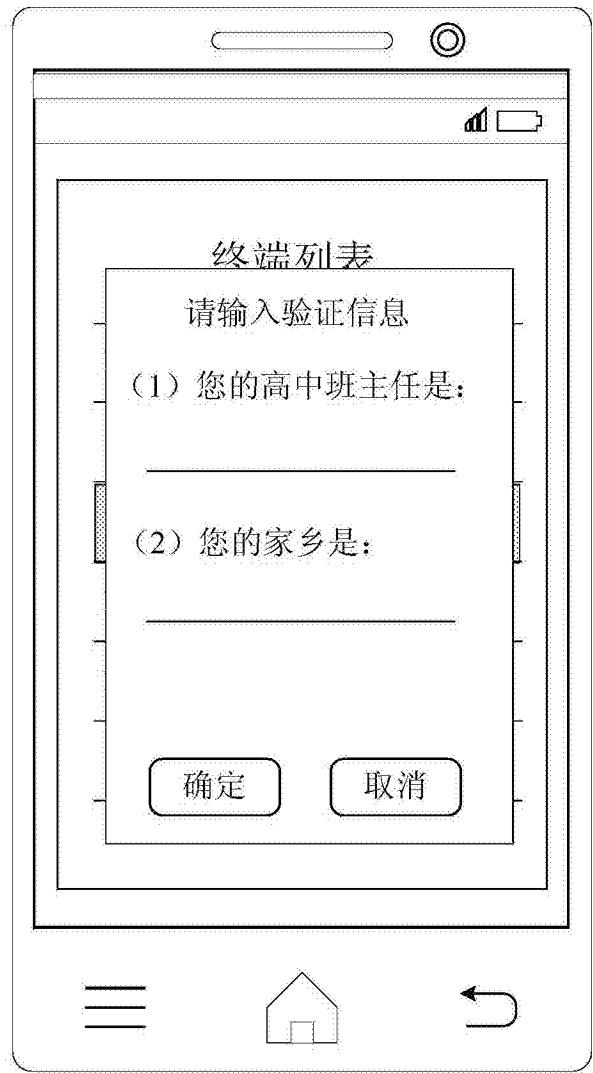 终端列表
请输入验证信息
（1）您的高中班主任是：
（2）您的家乡是：
确定
取消